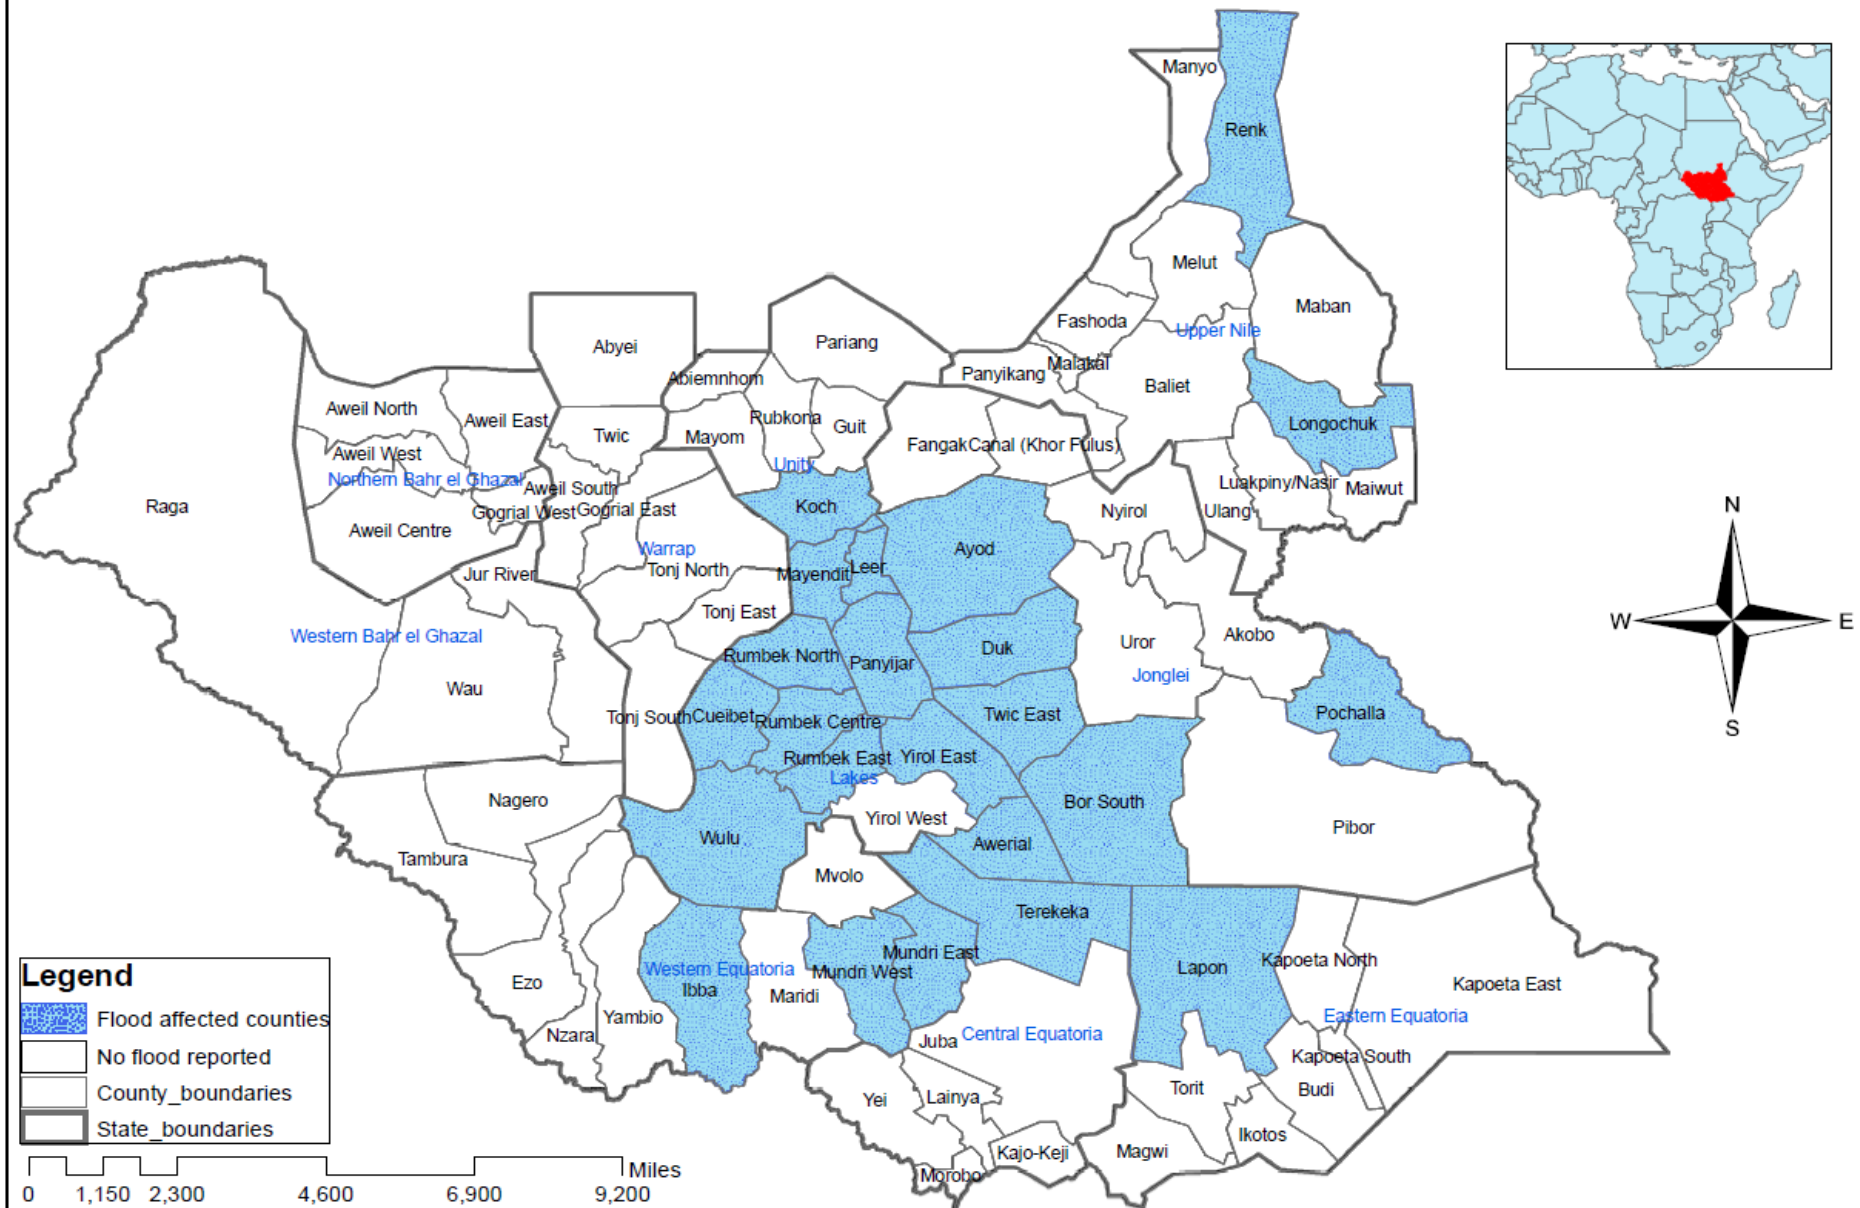 Manyo
Renk
Melut
Maban
Fashoda
Upper Nile
Abyei
Pariang
Malakal
Panyikang
Abiemnhom
Baliet
Aweil North
Aweil East
Rubkona
Guit
Longochuk
Twic
Mayom
Fangak
Canal (Khor Fulus)
Aweil West
Unity
Northern Bahr el Ghazal
Aweil South
Luakpiny/Nasir
Maiwut
Raga
Gogrial West
Gogrial East
Koch
Nyirol
Ulang
Aweil Centre
Warrap
Ayod
Jur River
Tonj North
Mayendit
Leer
Tonj East
Western Bahr el Ghazal
Akobo
Uror
Duk
Rumbek North
Panyijar
Jonglei
Wau
Tonj South
Cueibet
Rumbek Centre
Twic East
Pochalla
Rumbek East
Yirol East
Lakes
Nagero
Bor South
Yirol West
Pibor
Wulu
Awerial
Tambura
Mvolo
Terekeka
Mundri East
Kapoeta North
Western Equatoria
Mundri West
Lapon
Ezo
Ibba
Maridi
Kapoeta East
Yambio
Eastern Equatoria
Nzara
Juba
Central Equatoria
Kapoeta South
Torit
Budi
Yei
Lainya
Ikotos
Kajo-Keji
Magwi
Morobo
N
W
E
S
Legend
Flood affected counties
No flood reported
County_boundaries
State_boundaries
Miles
0 1,150 2,300 4,600 6,900 9,200